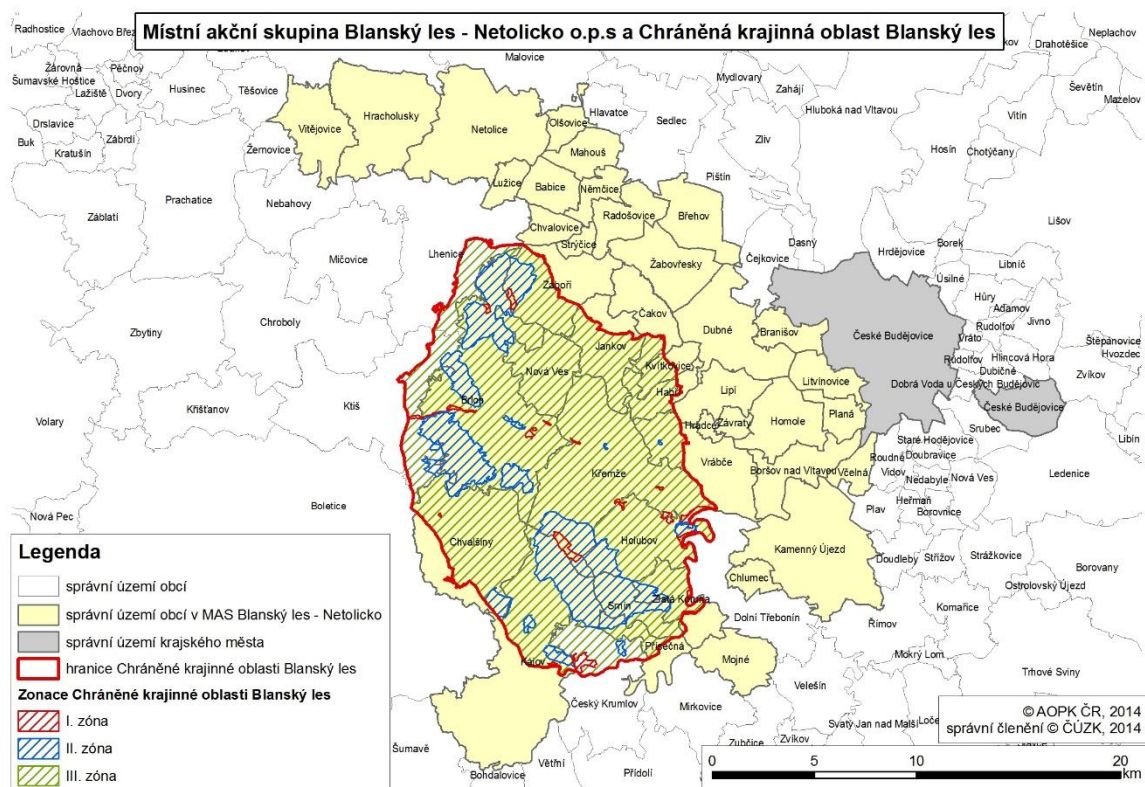 Místní akční skupina Blanský les - Netolicko o.p.s a Chráněná krajinná oblast Blanský les
Radhostice
Vlachovo Břez
Neplachov
Drahotěšice
Malovice
Žárovná
Pěčnov
Šumavské Hoštice
Husinec
Těšovice
Mydlovary
Zahájí
Ševětín
Mazelov
Lažiště
Dvory
Vitějovice
Hracholusky
Netolice
Olšovice
Hlavatce
Sedlec
Hluboká nad Vltavou
Vitín
Drslavice
Zábrdí
Buk
Kratušín
Žernovice
Mahouš
Zliv
Hosín
Chotýčany
Lužice
Babice
Němčice
Pištín
Záblatí
Prachatice
Nebahovy
Radošovice
Břehov
Lišov
Chvalovice
Strýčice
Dasný
Lhenice
Mičovice
Čejkovice
Hrdějovice
Borek
Libníč
Žabovřesky
Úsilné
Záboří
Hůry
Adamov
Zbytiny
Chroboly
Čakov
Dubné
Branišov
České Budějovice
Rudolfov
Jivno
Vráto
Štěpánovice
Hvozdec
Jankov
Kvítkovice
Rudolfov
Hlincová Hora
Dubičné
Nová Ves
Lipí
Litvínovice
Dobrá Voda u Českých Budějovic
Zvíkov
Křišťanov
Ktiš
Brloh
Habří
České Budějovice
Volary
Hradce
Závraty
Homole
Planá
Srubec
Libín
Staré Hodějovice
Vrábče
Boršov nad Vltavou
Včelná
Roudné
Doubravice
Vidov
Nová Ves
Ledenice
Křemže
Nedabyle
Boletice
Plav
Heřmaň
Borovnice
Nová Pec
Chvalšiny
Holubov
Kamenný Újezd
Doudleby
Střížov
Strážkovice
Borovany
Chlumec
Ostrolovský Újezd
Srnín
Zlatá Koruna
Dolní Třebonín
Římov
Komařice
Přísečná
Kájov
Mojné
Mokrý Lom
Velešín
Trhové Sviny
Český Krumlov
Mirkovice
Svatý Jan nad Malší
Šumavě
Zubčice
Zvíkov
Větřní
Přídolí
Bohdalovice
Legenda
správní území obcí
správní území obcí v MAS Blanský les - Netolicko
správní území krajského města
hranice Chráněné krajinné oblasti Blanský les
Zonace Chráněné krajinné oblasti Blanský les
I. zóna
II. zóna
III. zóna
© AOPK ČR, 2014
správní členění © ČÚZK, 2014
0 5 10 20
km